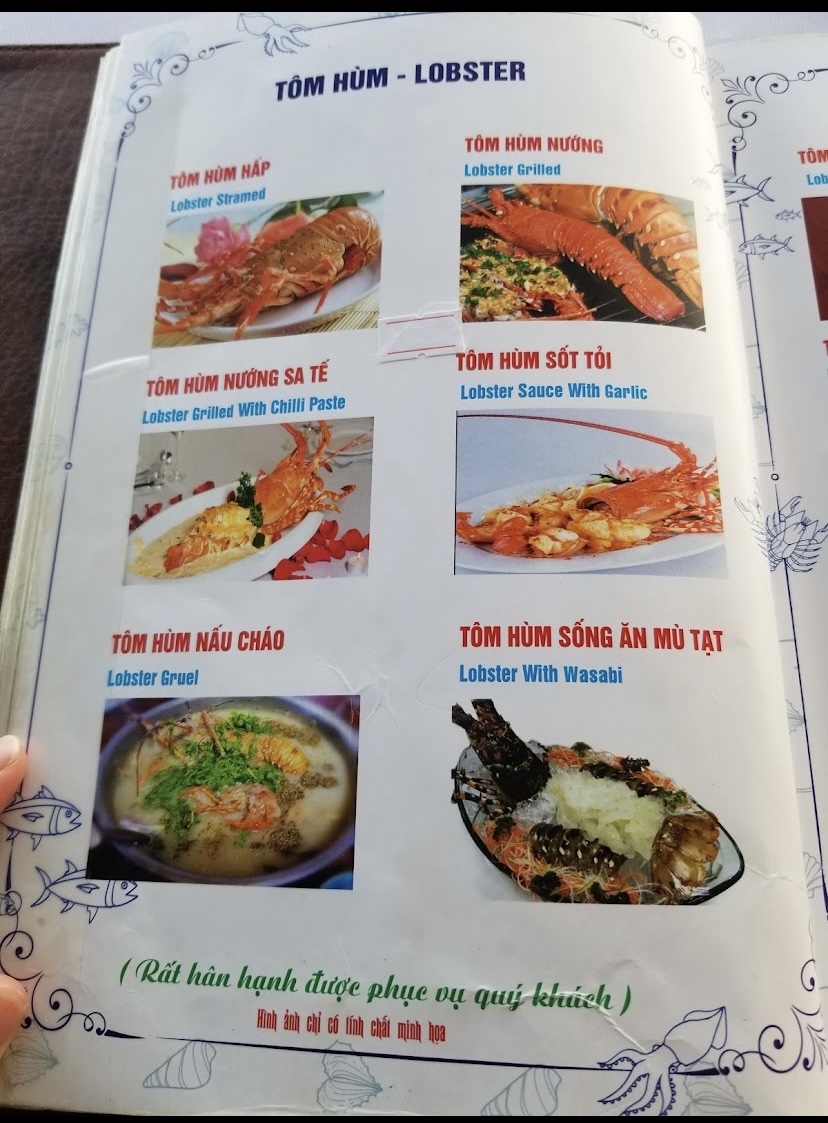 TÔM HÙM - LOBSTER
TÔM HÙM HẤP
Lobster Stramed
TÔM HÙM NƯỚNG
Lobster Grilled
TÔM HÙM NƯỚNG SA TẾ
Lobster Grilled With Chilli Paste
TÔM HÙM SỐT TỎI
Lobster Sauce With Garlic
TÔM HÙM NẤU CHÁO
Lobster Gruel
TÔM HÙM SỐNG ĂN MÙ TẠT
Lobster With Wasabi
( Rất hân hạnh được phục vụ quý khách )
Hình ảnh chỉ có tính chất minh họa
TÔM